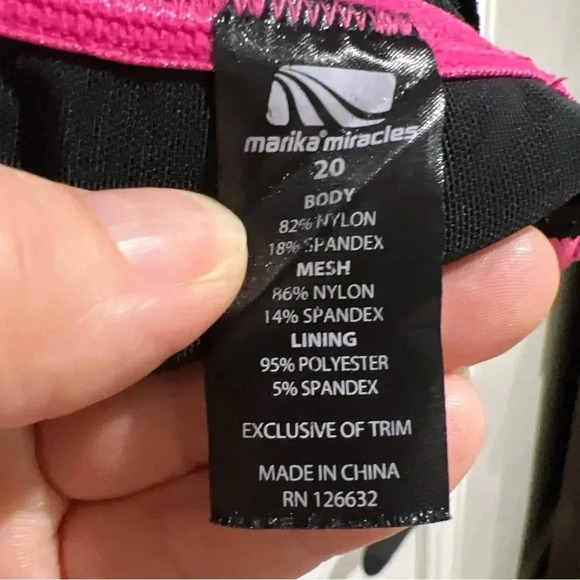 marika® miracles
20
BODY
82% NYLON
18% SPANDEX
MESH
86% NYLON
14% SPANDEX
LINING
95% POLYESTER
5% SPANDEX
EXCLUSiVE OF TRIM
MADE IN CHINA
RN 126632